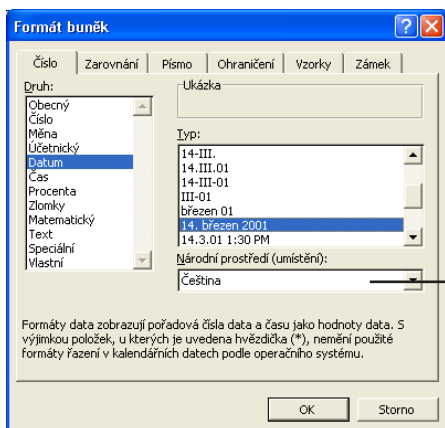 Formát buněk
Číslo
Zarovnání
Písmo
Ohraničení
Vzorky
Zámek
Druh:
Obecný
Číslo
Měna
Účetnický
Datum
Čas
Procenta
Zlomky
Matematický
Text
Speciální
Vlastní
Ukázka
Typ:
14-III.
14.III.01
14-III-01
III-01
březen 01
14. březen 2001
14.3.01 1:30 PM
Národní prostředí (umístění):
Čeština
Formáty data zobrazují pořadová čísla data a času jako hodnoty data. S
výjimkou položek, u kterých je uvedena hvězdička (*), nemění použité
formáty řazení v kalendářních datech podle operačního systému.
OK
Storno